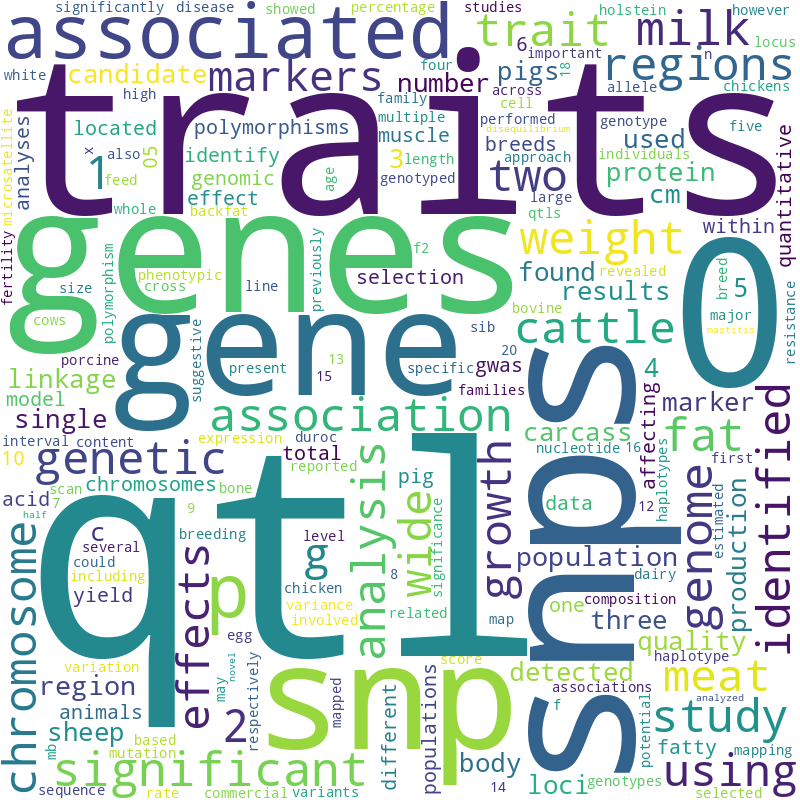 significantly disease showed percentage studies holstein however
associated trait 6 important milk n locus
white candidate markers number pigs 18 regions chickens
high family four across cell allele
traits
microsatellite analyses located x also 05 polymorphisms multiple muscle performed disequilibrium genotype used five
1 identify 3 length breeds approach individuals
feed genomic age genotyped two large protein quantitative
whole effect backfat qtls cm within
fertility genes previously f2 weight 0 breed
polymorphism phenotypic cross line selection found revealed 5 resistance
size results
cows gene bovine cattle major
suggestive sib mastitis
porcine present 13 specific gwas 20 4
linkage 15 families affecting marker
model single association carcass fat
interval content expression duroc nucleotide 16 haplotypes first
10 genetic total snps identified
scan chromosomes bone reported analysis pig growth genome
acid 7 9 data 12 estimated production
half qtl wide significance
chromosome c breeding level g population
several effects 8 dairy
could chicken
including p variance related map one composition
yield involved three
egg quality
variation score detected haplotype
region may novel snp meat
respectively mapped populations associations analyzed
animals 2 different f potential study
sheep based body fatty mapping
mb mutation significant loci using
sequence rate commercial variants 14 genotypes selected